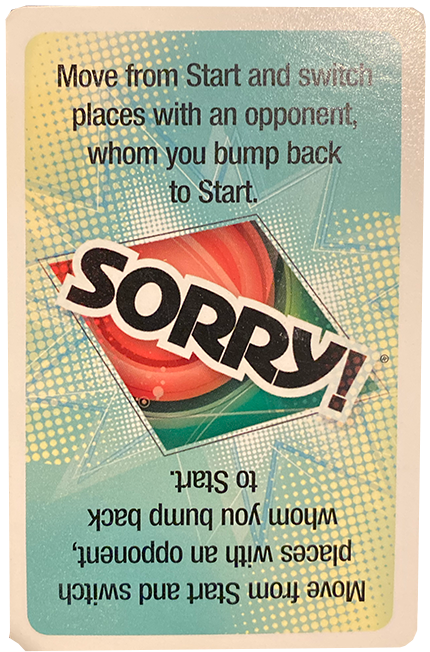 Move from Start and switch
places with an opponent,
whom you bump back
to Start.
SORRY!
®
Move from Start and switch
places with an opponent,
whom you bump back
to Start.